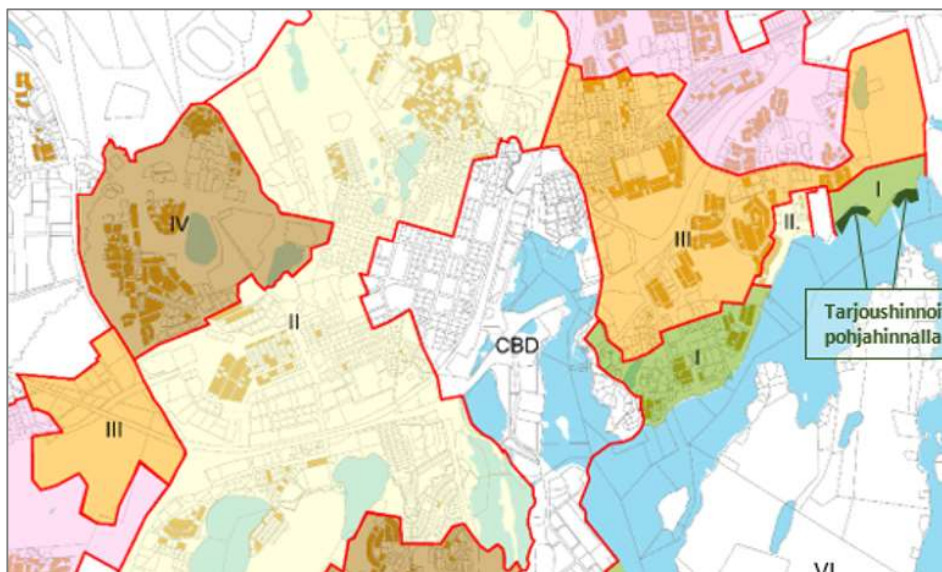 IV
III
II.
I
II
CBD
I
III
Tarjoushinnoi
pohjahinnalla
VI